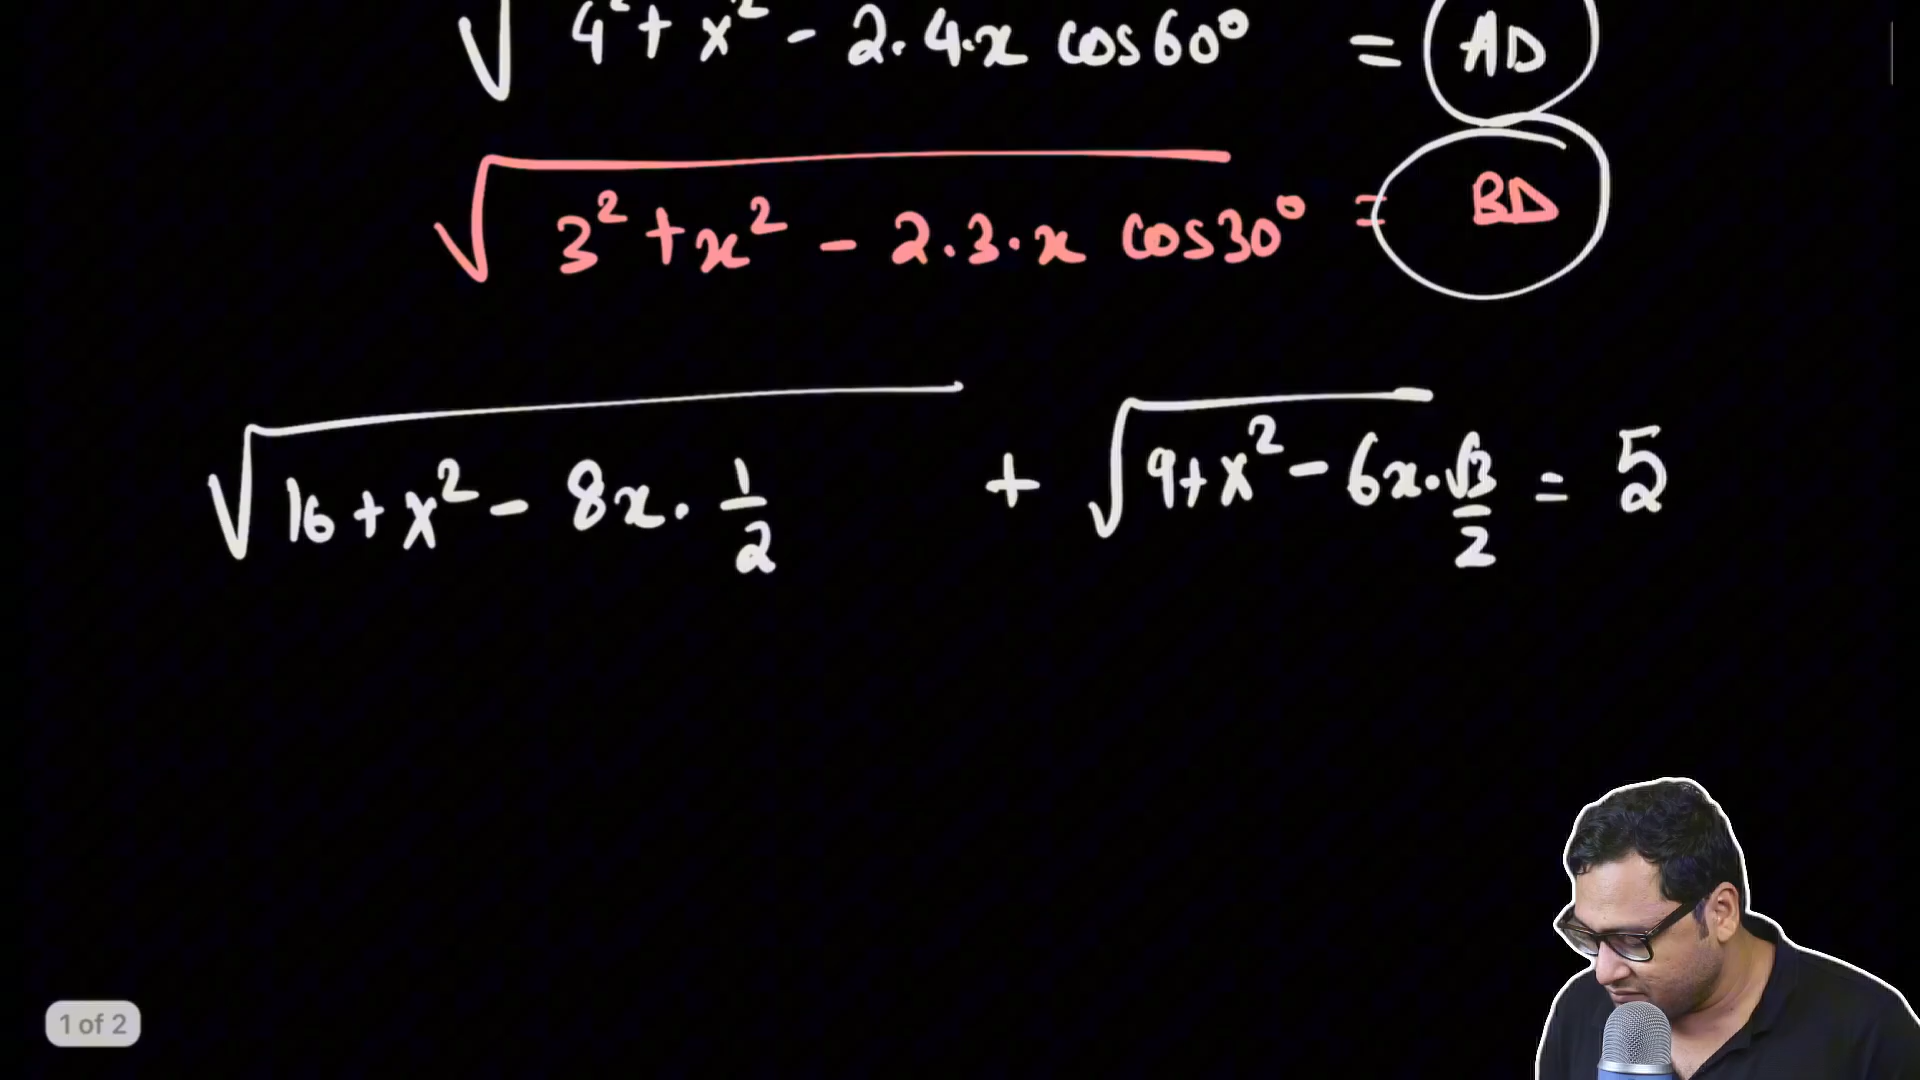 √4²+x²-2.4.x cos60° = AD
√3²+x²-2.3.x cos30° = BD
√16+x²-8x.1/2 + √9+x²-6x.√3/2 = 5
1 of 2